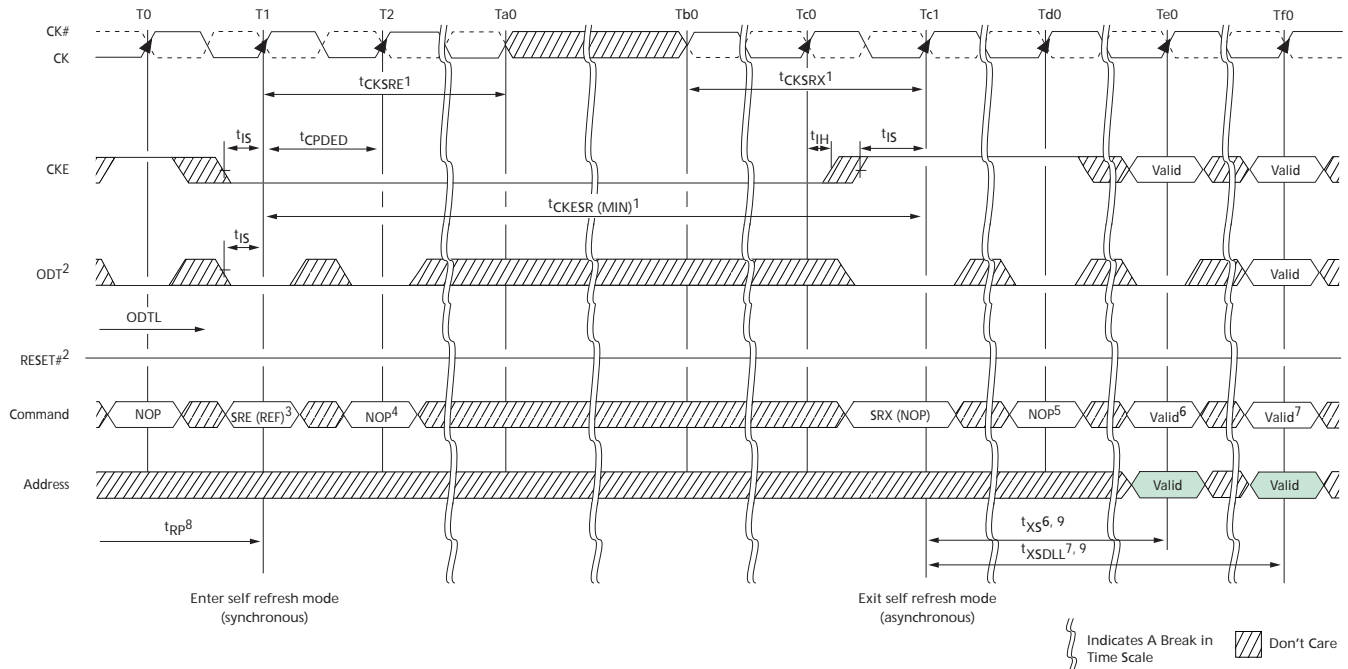 T0 T1 T2 Ta0 Tb0 Tc0 Tc1 Td0 Te0 Tf0
CK#
CK
tCKSRE1 tCKSRX1
tIS tCPDED tIH tIS
CKE Valid Valid
tCKESR (MIN)1
tIS
ODT2 Valid
ODTL
RESET#2
Command NOP SRE (REF)3 NOP4 SRX (NOP) NOP5 Valid6 Valid7
Address Valid Valid
tRP8 tXS6, 9
tXSDLL7, 9
Enter self refresh mode
(synchronous)
Exit self refresh mode
(asynchronous)
Indicates A Break in
Time Scale
Don't Care